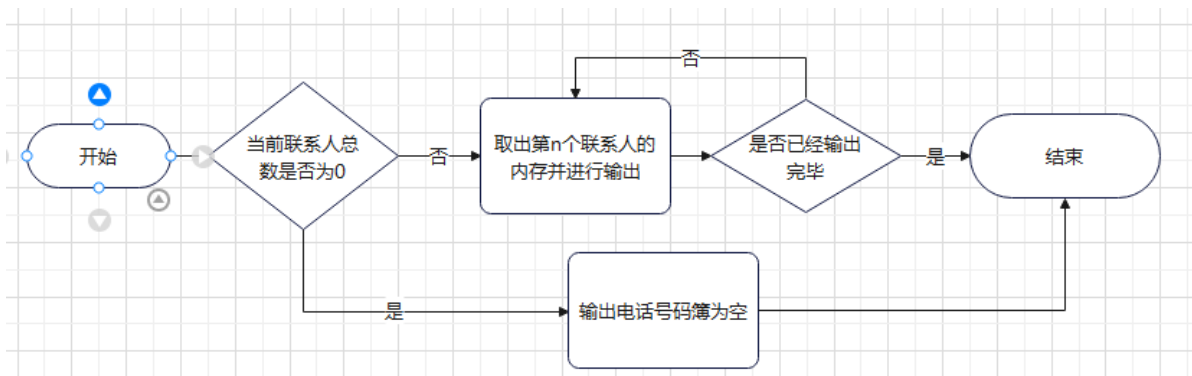 否
开始
当前联系人总
数是否为0
否
取出第n个联系人的
内存并进行输出
是否已经输出
完毕
是
结束
是
输出电话号码簿为空